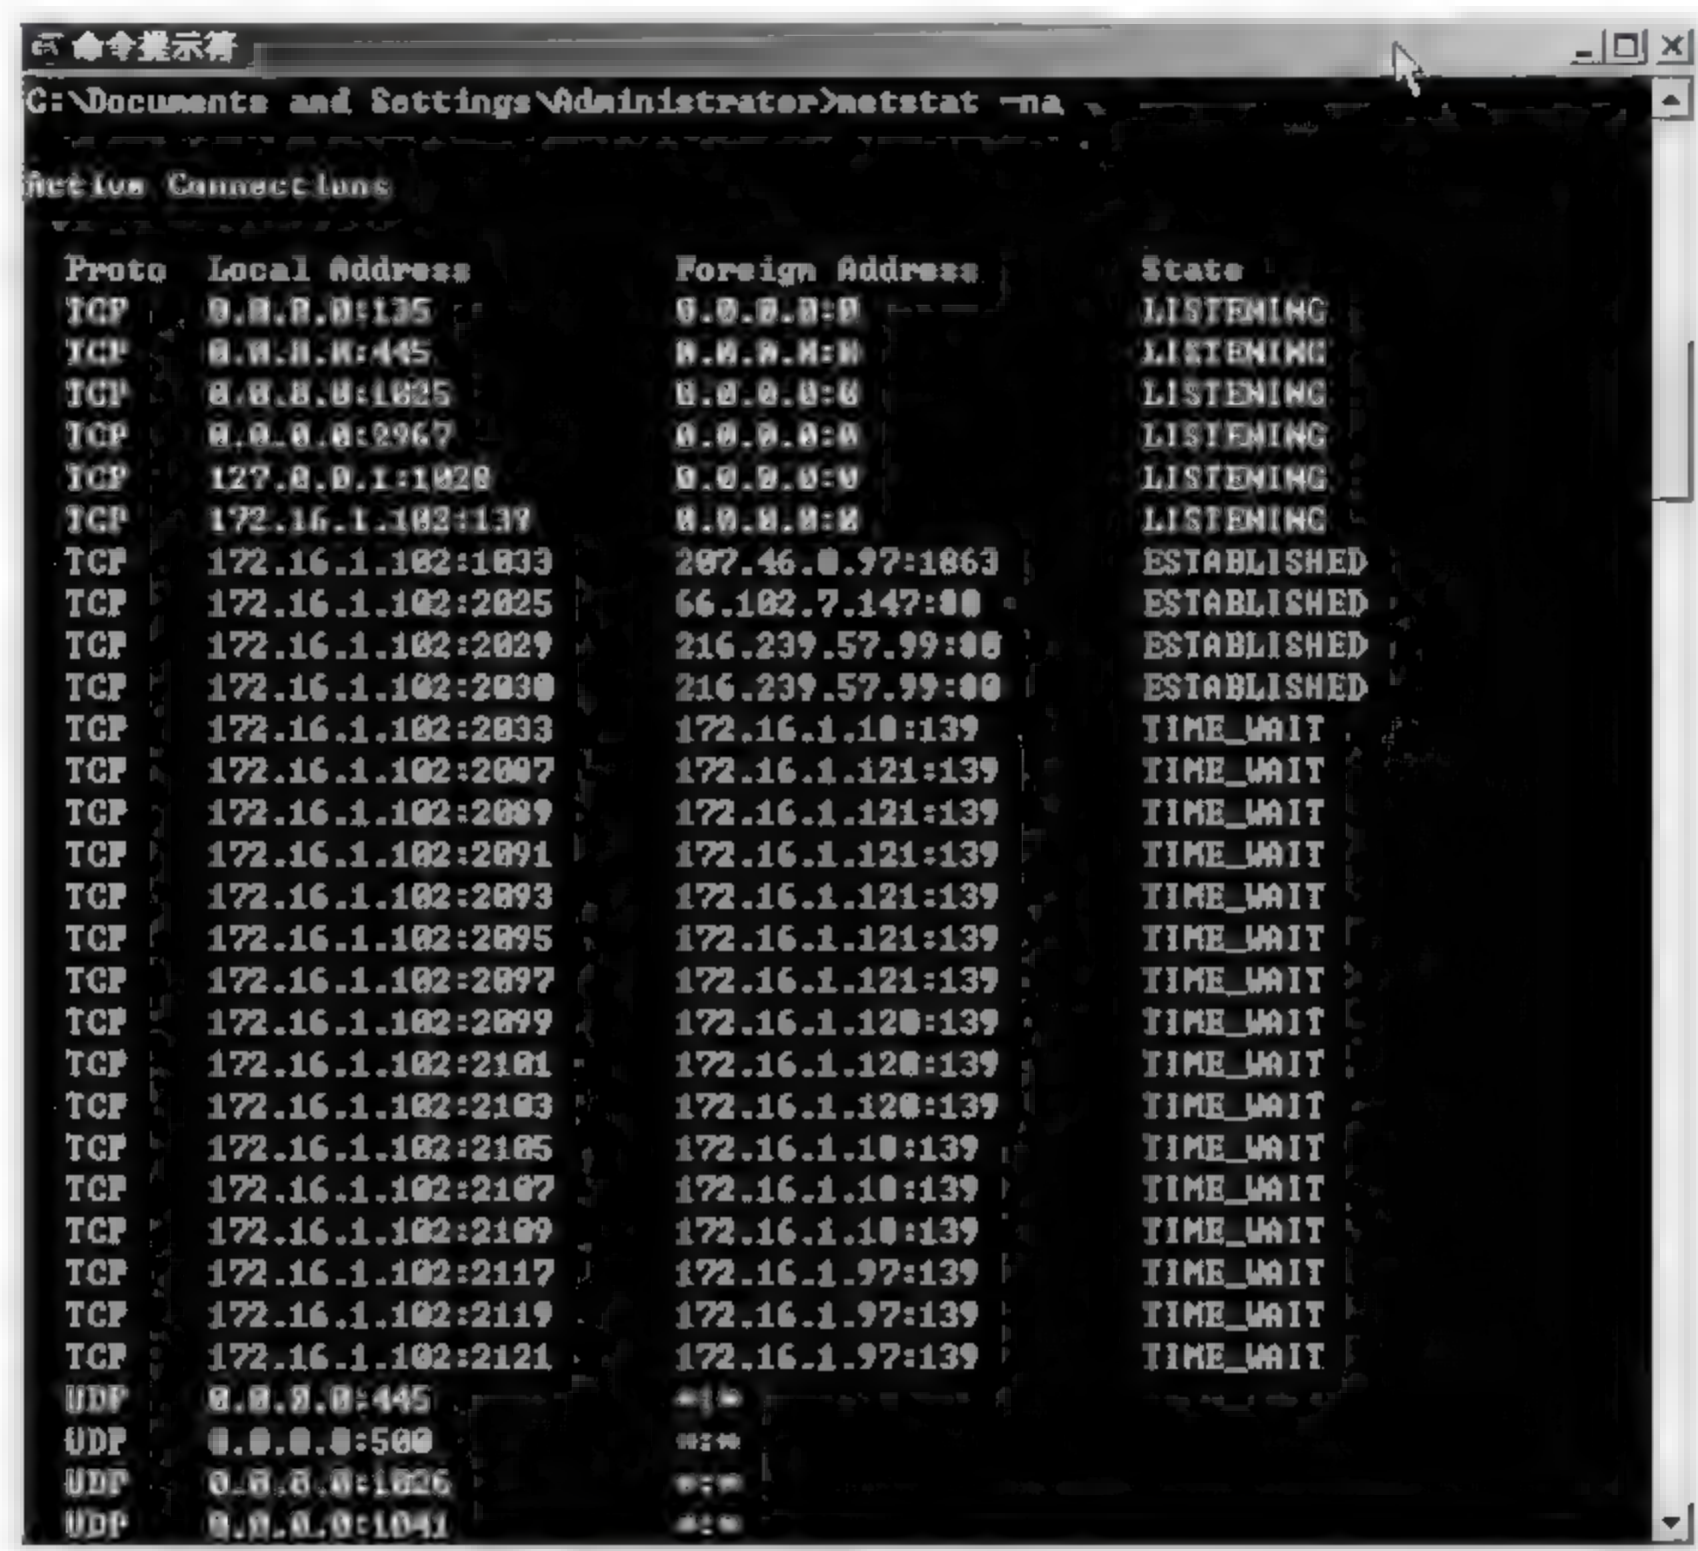 命令提示符
C:\Documents and Settings\Administrator>netstat -na
Active Connections
Proto Local Address Foreign Address State
TCP 0.0.0.0:135 0.0.0.0:0 LISTENING
TCP 0.0.0.0:445 0.0.0.0:0 LISTENING
TCP 0.0.0.0:1025 0.0.0.0:0 LISTENING
TCP 0.0.0.0:2967 0.0.0.0:0 LISTENING
TCP 0.0.0.0:0 LISTENING
TCP 172.16.1.102:139 0.0.0.0:0 LISTENING
TCP 172.16.1.102:1033 207.46.0.97:1863 ESTABLISHED
TCP 172.16.1.102:2025 66.102.7.147:80 ESTABLISHED
TCP 172.16.1.102:2029 216.239.57.99:80 ESTABLISHED
TCP 172.16.1.102:2030 216.239.57.99:80 ESTABLISHED
TCP 172.16.1.102:2033 172.16.1.10:139 TIME_WAIT
TCP 172.16.1.102:2087 172.16.1.121:139 TIME_WAIT
TCP 172.16.1.102:2089 172.16.1.121:139 TIME_WAIT
TCP 172.16.1.102:2091 172.16.1.121:139 TIME_WAIT
TCP 172.16.1.102:2093 172.16.1.121:139 TIME_WAIT
TCP 172.16.1.102:2095 172.16.1.121:139 TIME_WAIT
TCP 172.16.1.102:2097 172.16.1.121:139 TIME_WAIT
TCP 172.16.1.102:2099 172.16.1.120:139 TIME_WAIT
TCP 172.16.1.102:2101 172.16.1.120:139 TIME_WAIT
TCP 172.16.1.102:2103 172.16.1.120:139 TIME_WAIT
TCP 172.16.1.102:2105 172.16.1.10:139 TIME_WAIT
TCP 172.16.1.102:2107 172.16.1.10:139 TIME_WAIT
TCP 172.16.1.102:2109 172.16.1.10:139 TIME_WAIT
TCP 172.16.1.102:2117 172.16.1.97:139 TIME_WAIT
TCP 172.16.1.102:2119 172.16.1.97:139 TIME_WAIT
TCP 172.16.1.102:2121 172.16.1.97:139 TIME_WAIT
UDP 0.0.0.0:445 *:*
UDP 0.0.0.0:500 *:*
UDP 0.0.0.0:1026 *:*
UDP 0.0.0.0:1041 *:*